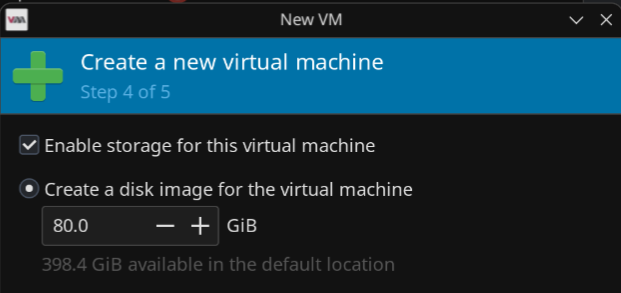 New VM
Create a new virtual machine
Step 4 of 5
Enable storage for this virtual machine
Create a disk image for the virtual machine
80.0 − + GiB
398.4 GiB available in the default location